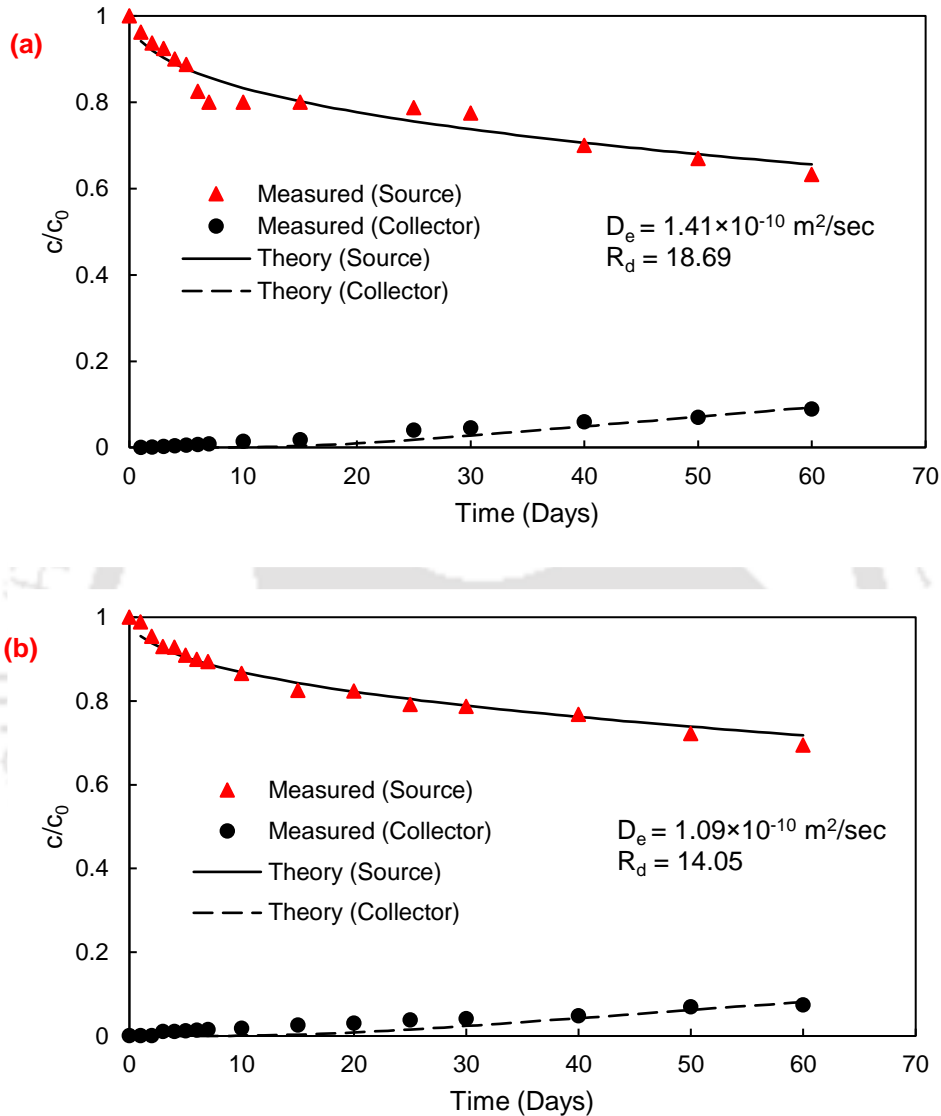 (a)
1
0.8
0.6
0.4
0.2
0
c/c₀
Measured (Source)
Measured (Collector)
Theory (Source)
Theory (Collector)
Dₑ = 1.41×10⁻¹⁰ m²/sec
R_d = 18.69
0 10 20 30 40 50 60 70
Time (Days)
(b)
1
0.8
0.6
0.4
0.2
0
c/c₀
Measured (Source)
Measured (Collector)
Theory (Source)
Theory (Collector)
Dₑ = 1.09×10⁻¹⁰ m²/sec
R_d = 14.05
0 10 20 30 40 50 60 70
Time (Days)